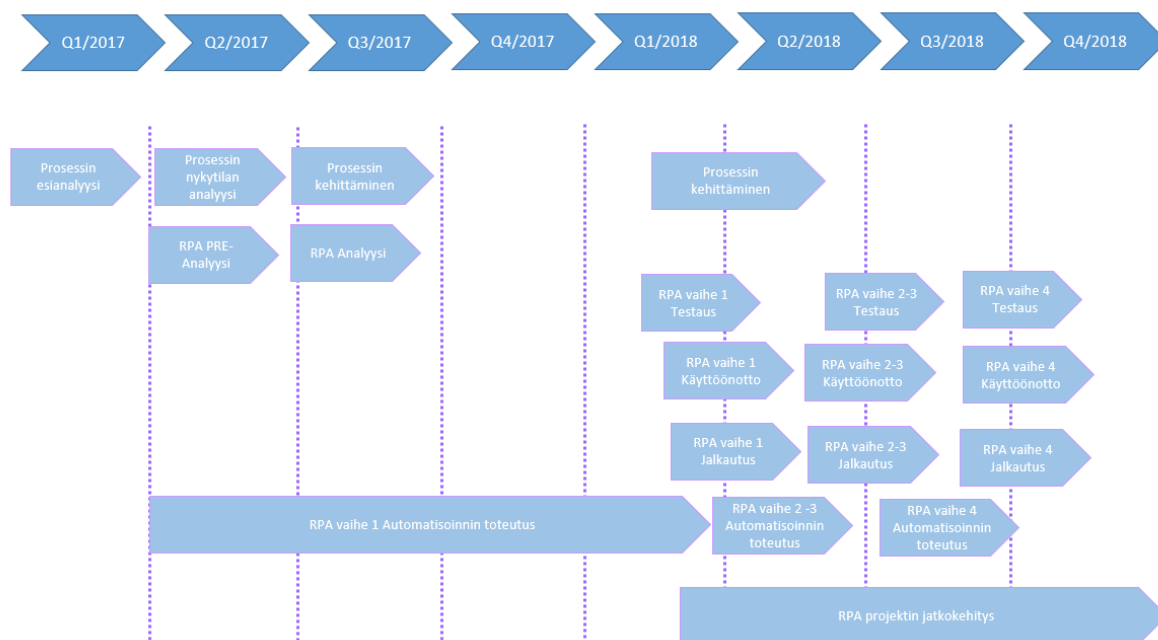 Q1/2017
Q2/2017
Q3/2017
Q4/2017
Q1/2018
Q2/2018
Q3/2018
Q4/2018
Prosessin
esianalyysi
Prosessin
nykytilan
analyysi
Prosessin
kehittäminen
Prosessin
kehittäminen
RPA PRE-
Analyysi
RPA Analyysi
RPA vaihe 1
Testaus
RPA vaihe 2-3
Testaus
RPA vaihe 4
Testaus
RPA vaihe 1
Käyttöönotto
RPA vaihe 2-3
Käyttöönotto
RPA vaihe 4
Käyttöönotto
RPA vaihe 1
Jalkautus
RPA vaihe 2-3
Jalkautus
RPA vaihe 4
Jalkautus
RPA vaihe 1 Automatisoinnin toteutus
RPA vaihe 2 -3
Automatisoinnin
toteutus
RPA vaihe 4
Automatisoinnin
toteutus
RPA projektin jatkokehitys